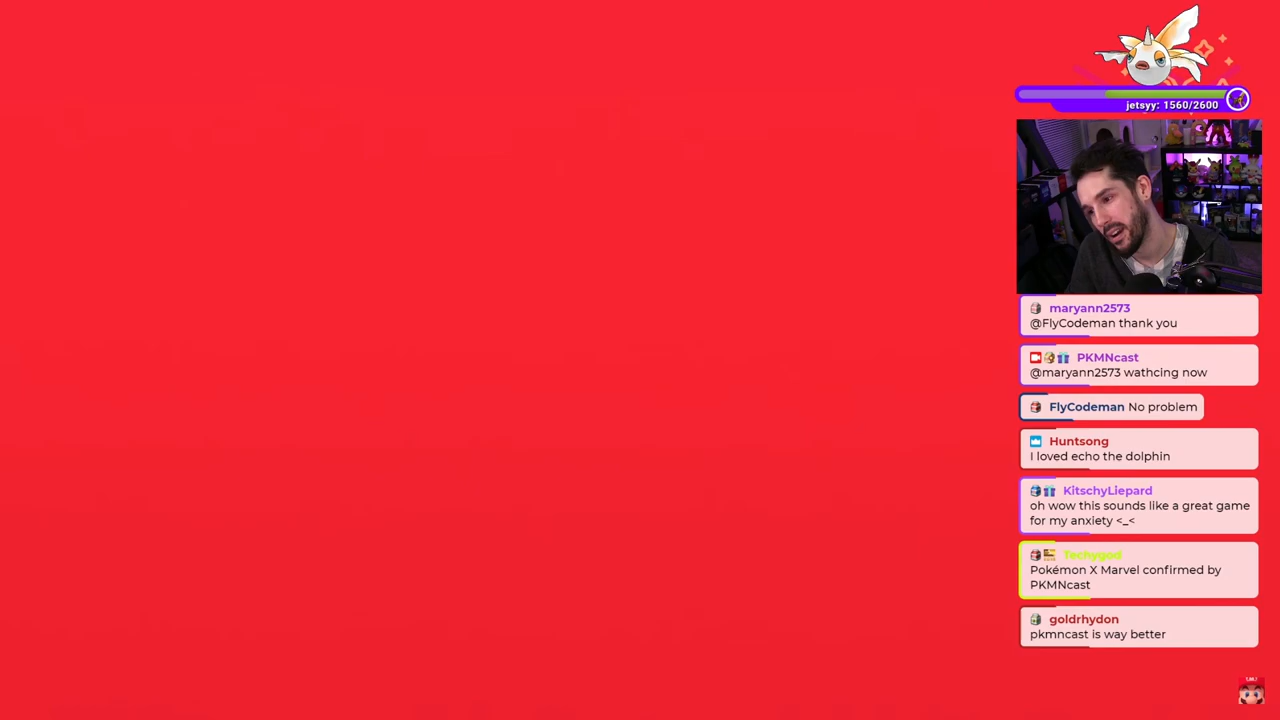 jetsyy: 1560/2600
maryann2573
@FlyCodeman thank you
PKMNcast
@maryann2573 wathcing now
FlyCodeman No problem
Huntsong
I loved echo the dolphin
KitschyLiepard
oh wow this sounds like a great game
for my anxiety <_<
Techygod
Pokémon X Marvel confirmed by
PKMNcast
goldrhydon
pkmncast is way better